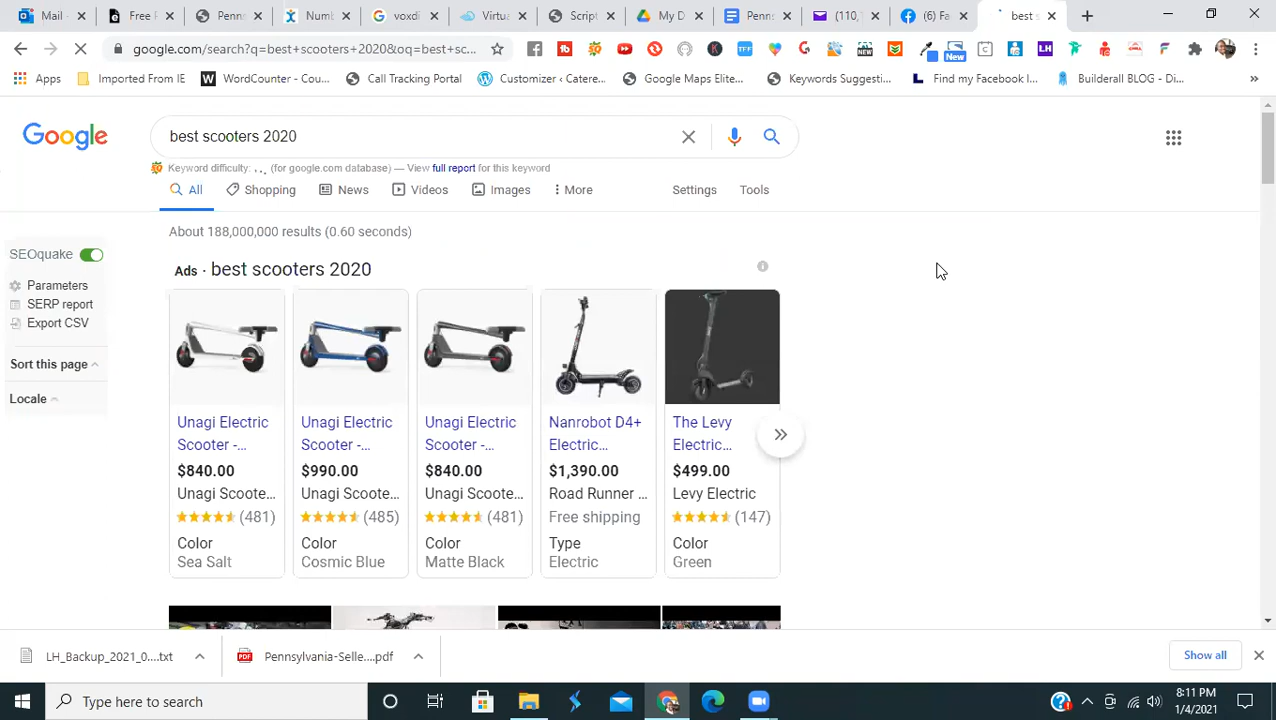 Mail
Free F
Penns
Numb
voxdi
Virtua
Script
My D
Penns
(110,
(6) Fa
best s
google.com/search?q=best+scooters+2020&oq=best+sc...
New
Apps
Imported From IE
WordCounter - Cou...
Call Tracking Portal
Customizer ‹ Catere...
Google Maps Elite...
Keywords Suggesti...
Find my Facebook I...
Builderall BLOG - Di...
Google
best scooters 2020
Keyword difficulty: .. (for google.com database) — View full report for this keyword
All
Shopping
News
Videos
Images
More
Settings
Tools
About 188,000,000 results (0.60 seconds)
SEOquake
Parameters
SERP report
Export CSV
Sort this page
Locale
Ads · best scooters 2020
Unagi Electric
Scooter -...
$840.00
Unagi Scoote...
(481)
Color
Sea Salt
Unagi Electric
Scooter -...
$990.00
Unagi Scoote...
(485)
Color
Cosmic Blue
Unagi Electric
Scooter -...
$840.00
Unagi Scoote...
(481)
Color
Matte Black
Nanrobot D4+
Electric...
$1,390.00
Road Runner ...
Free shipping
Type
Electric
The Levy
Electric...
$499.00
Levy Electric
(147)
Color
Green
LH_Backup_2021_0....txt
PDF
Pennsylvania-Selle....pdf
Show all
Type here to search
8:11 PM
1/4/2021